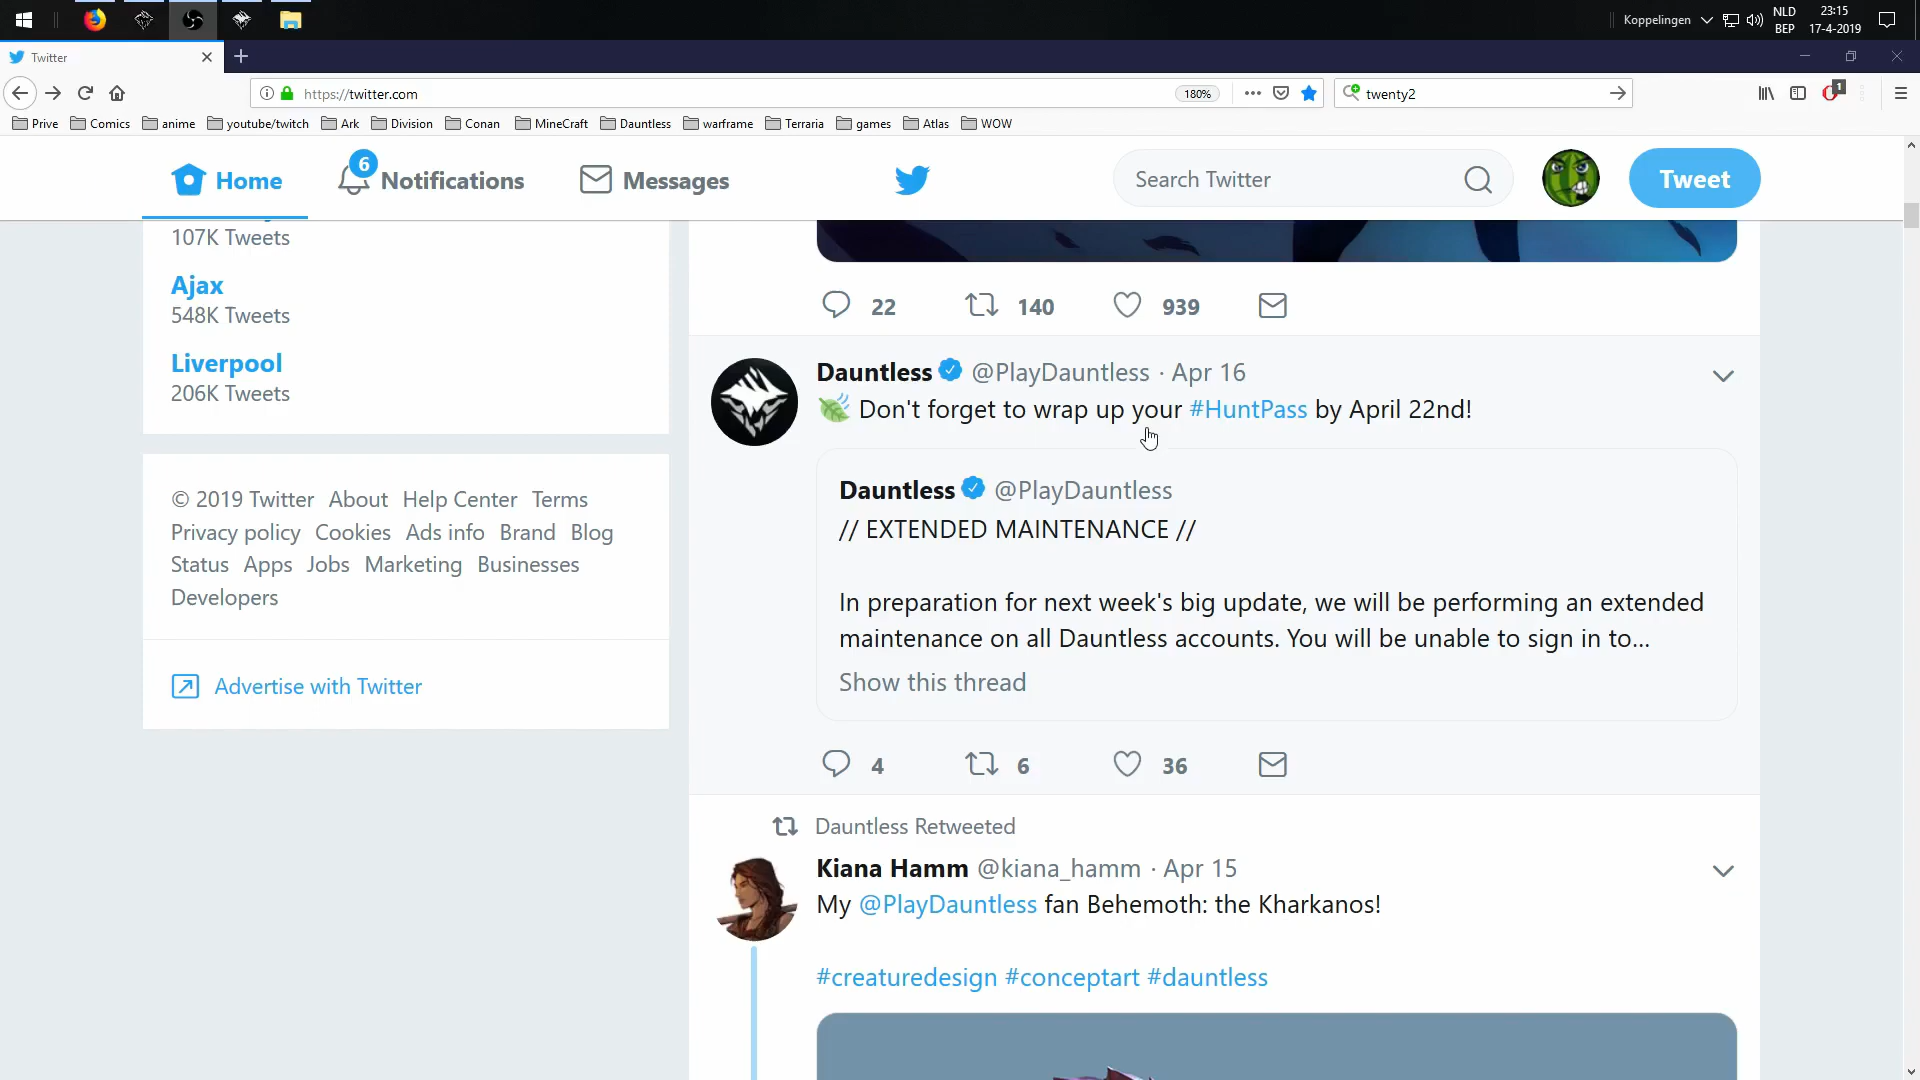 Koppelingen
NLD
BEP
23:15
17-4-2019
Twitter
https://twitter.com
180%
twenty2
1
Prive Comics anime youtube/twitch Ark Division Conan MineCraft Dauntless warframe Terraria games Atlas WOW
Home
6
Notifications
Messages
Search Twitter
Tweet
107K Tweets
Ajax
548K Tweets
Liverpool
206K Tweets
© 2019 Twitter About Help Center Terms
Privacy policy Cookies Ads info Brand Blog
Status Apps Jobs Marketing Businesses
Developers
Advertise with Twitter
22 140 939
Dauntless @PlayDauntless · Apr 16
Don't forget to wrap up your #HuntPass by April 22nd!
Dauntless @PlayDauntless
// EXTENDED MAINTENANCE //
In preparation for next week's big update, we will be performing an extended
maintenance on all Dauntless accounts. You will be unable to sign in to...
Show this thread
4 6 36
Dauntless Retweeted
Kiana Hamm @kiana_hamm · Apr 15
My @PlayDauntless fan Behemoth: the Kharkanos!
#creaturedesign #conceptart #dauntless